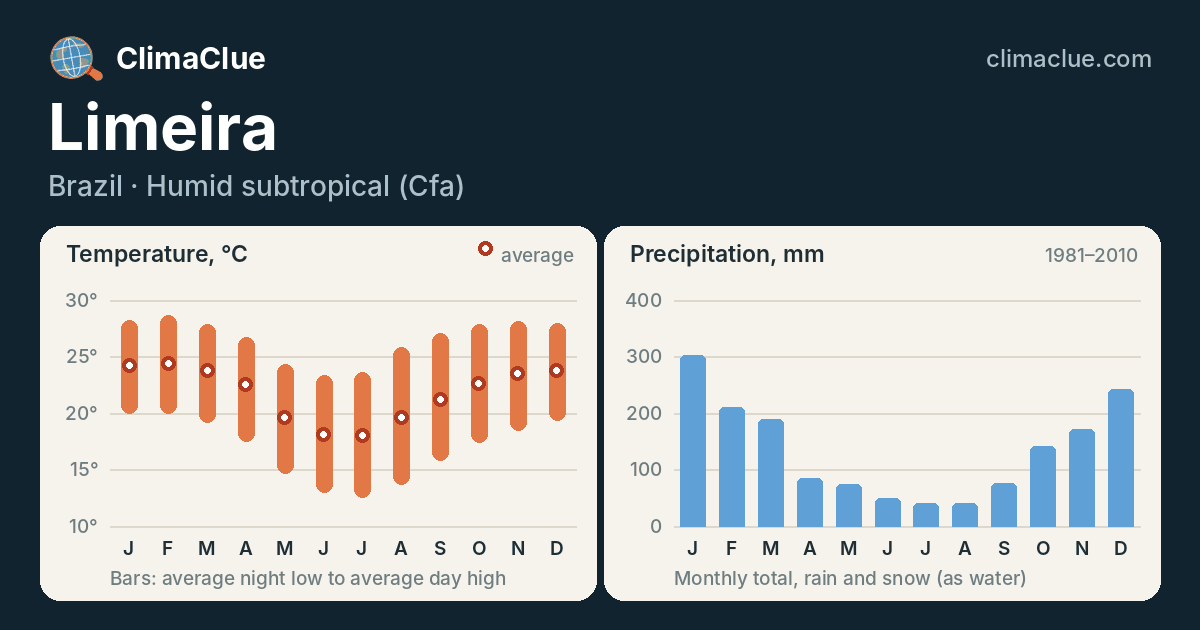 ClimaClue
climaclue.com
Limeira
Brazil · Humid subtropical (Cfa)
Temperature, °C
average
30°
25°
20°
15°
10°
J F M A M J J A S O N D
Bars: average night low to average day high
Precipitation, mm
1981–2010
400
300
200
100
0
J F M A M J J A S O N D
Monthly total, rain and snow (as water)